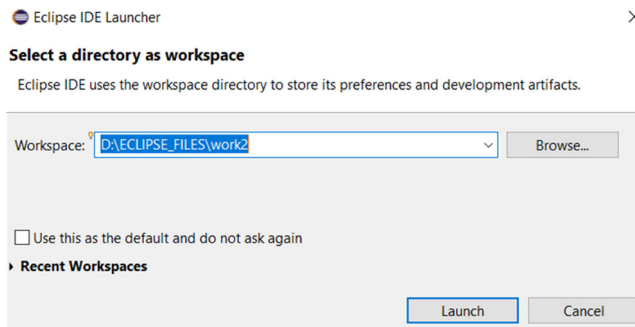 Eclipse IDE Launcher
Select a directory as workspace
Eclipse IDE uses the workspace directory to store its preferences and development artifacts.
Workspace: D:\ECLIPSE_FILES\work2 Browse...
Use this as the default and do not ask again
Recent Workspaces
Launch Cancel